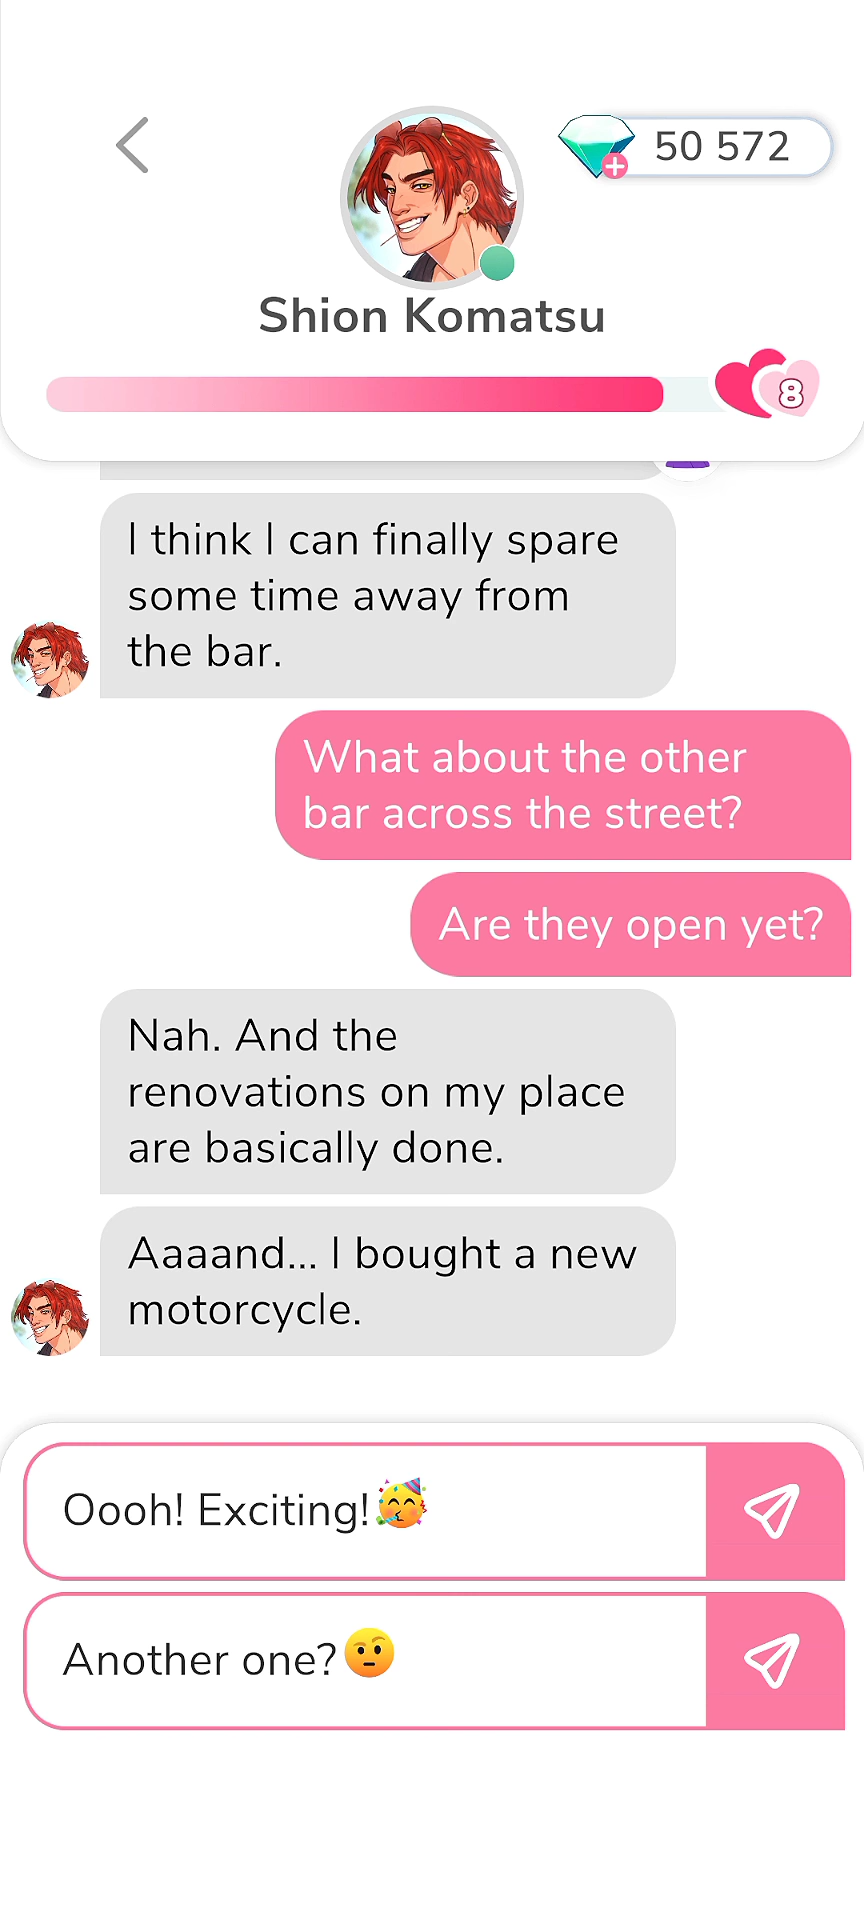 50 572
Shion Komatsu
8
I think I can finally spare
some time away from
the bar.
What about the other
bar across the street?
Are they open yet?
Nah. And the
renovations on my place
are basically done.
Aaaand... I bought a new
motorcycle.
Oooh! Exciting!🥳
Another one?🤨